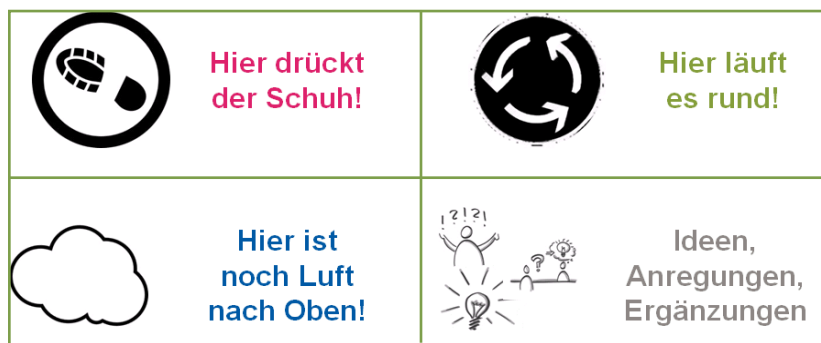 Hier drückt
der Schuh!
Hier läuft
es rund!
Hier ist
noch Luft
nach Oben!
!?!?!
?
Ideen,
Anregungen,
Ergänzungen